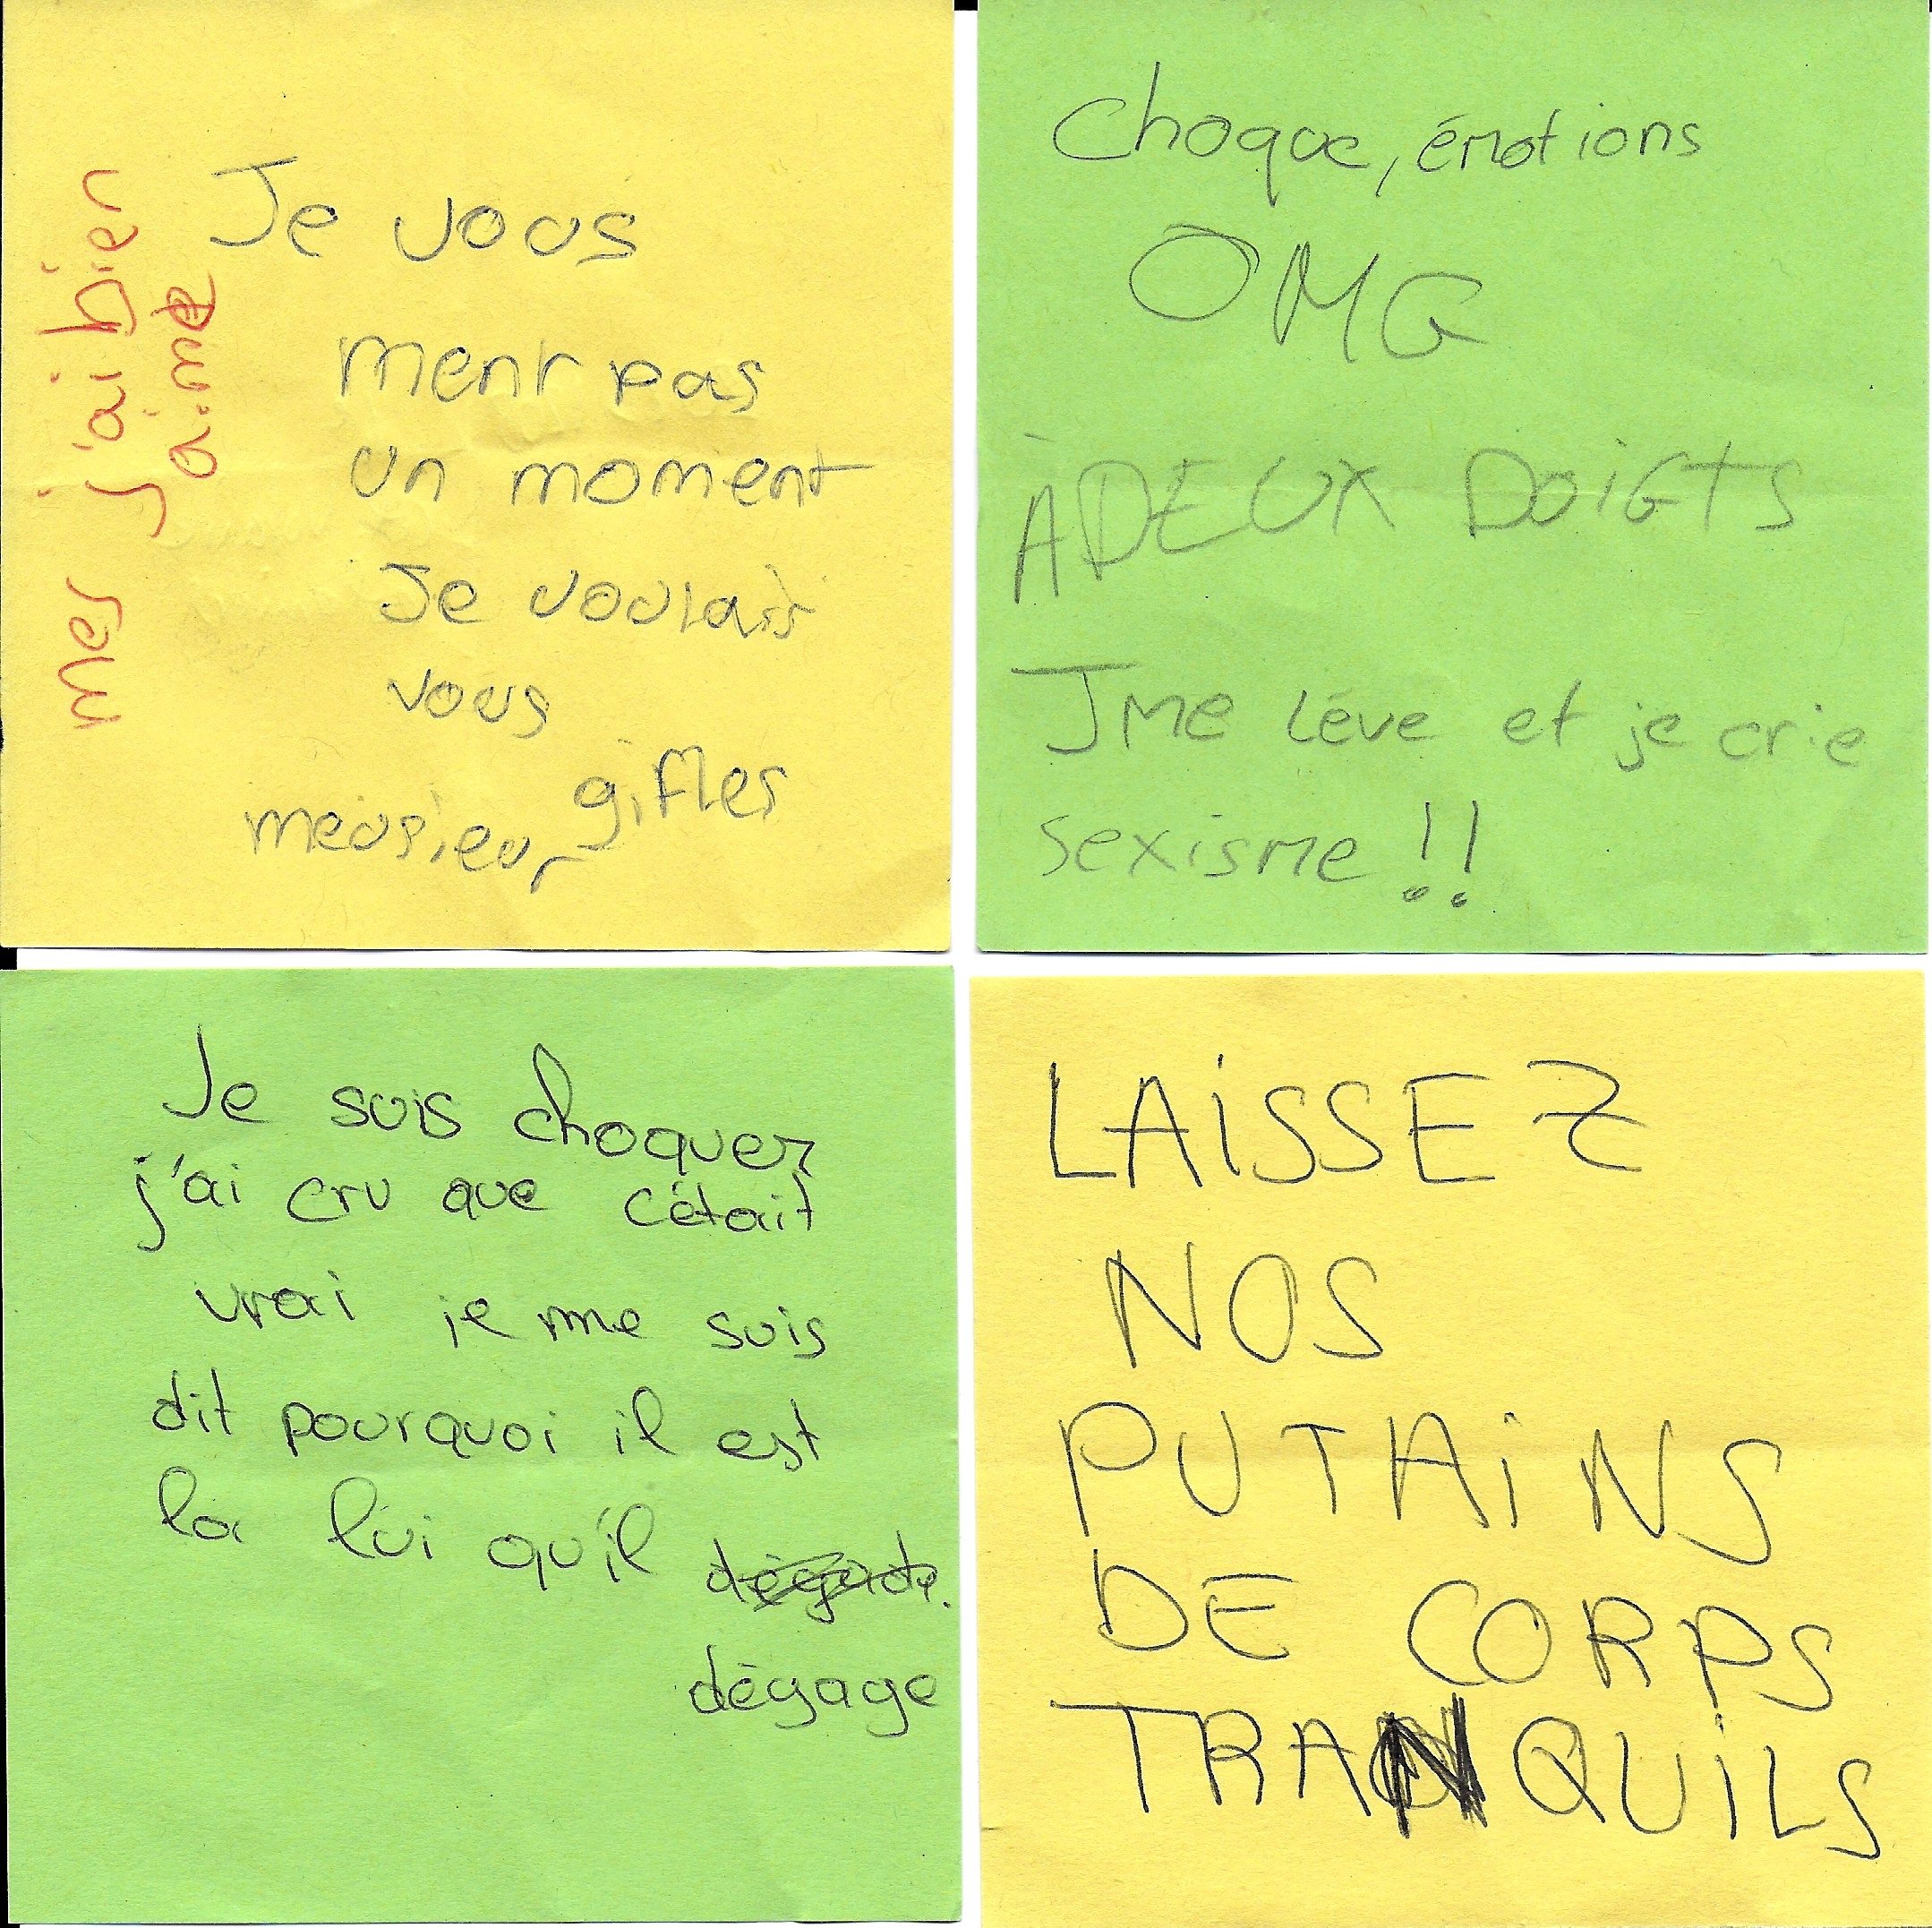 Je vous
ment pas
un moment
Je voulais
vous
gifles
meusieur
mes j'ai bien
aimé
Choque, émotions
OMG
À DEUX DOIGTS
Jme lève et je crie
sexisme !!
Je suis choquer
j'ai cru que c'était
vrai je me suis
dit pourquoi il est
la lui qu'il
dégage
LAiSSEZ
NOS
PUTAiNS
DE CORPS
TRANQUiLS